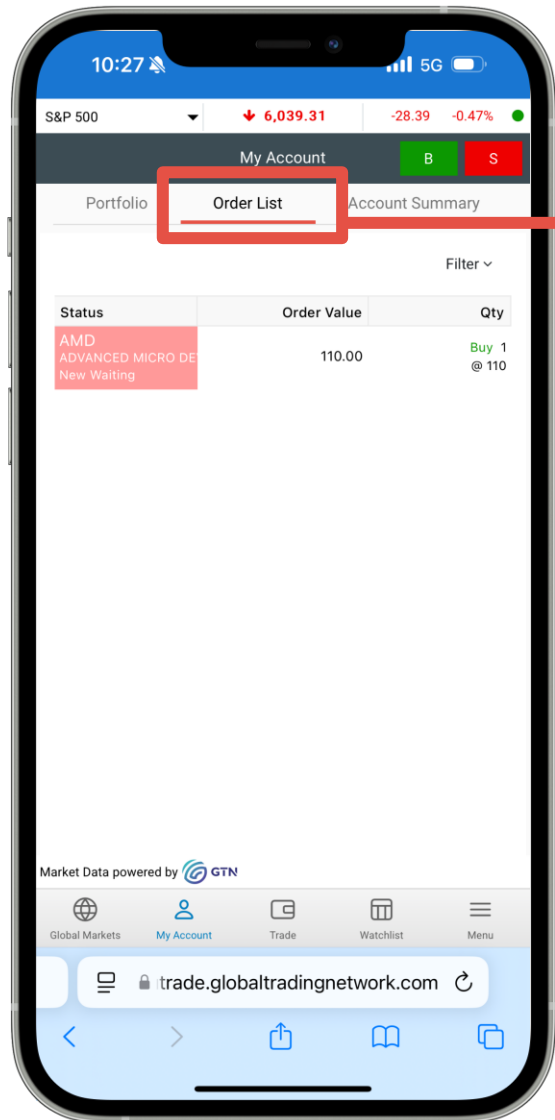 10:27 5G
S&P 500 6,039.31 -28.39 -0.47%
My Account B S
Portfolio Order List Account Summary
Filter
Status Order Value Qty
AMD
ADVANCED MICRO DE
New Waiting
110.00
Buy 1
@ 110
Market Data powered by GTN
Global Markets My Account Trade Watchlist Menu
trade.globaltradingnetwork.com